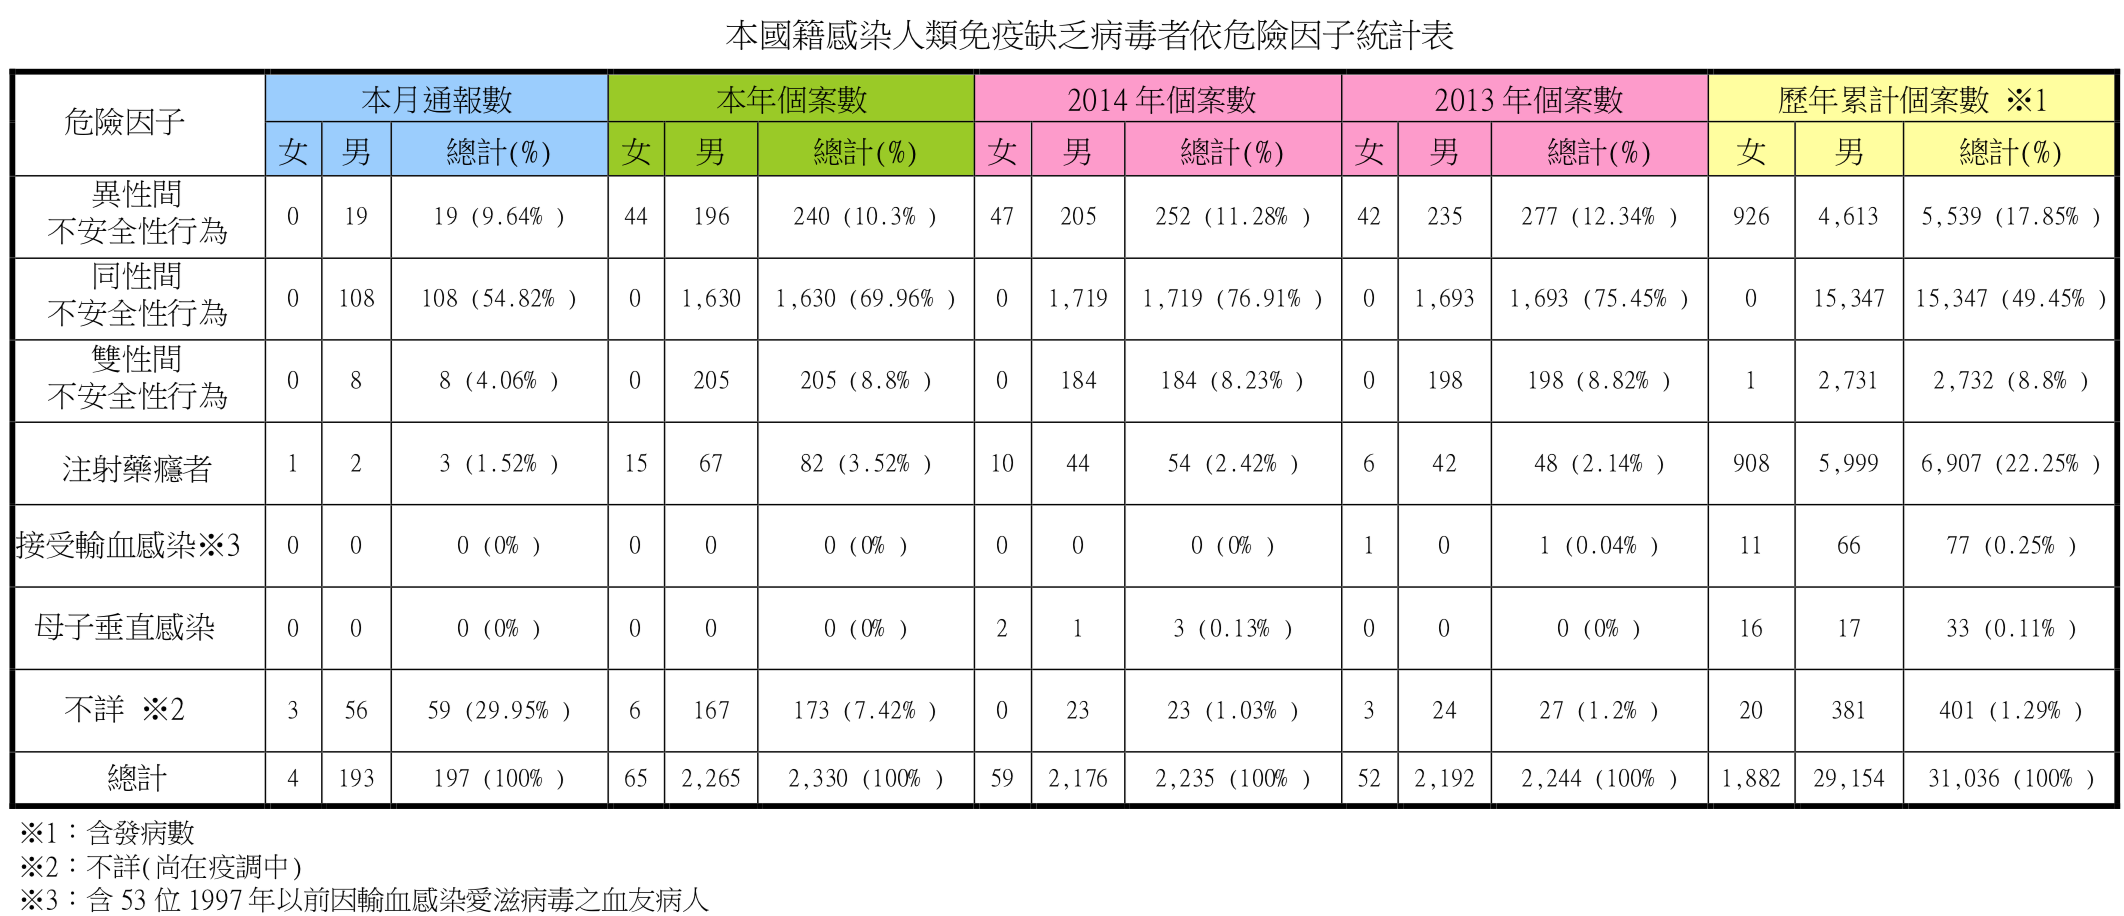 本國籍感染人類免疫缺乏病毒者依危險因子統計表
危險因子 本月通報數 本年個案數 2014年個案數 2013年個案數 歷年累計個案數 ※1
女 男 總計(%) 女 男 總計(%) 女 男 總計(%) 女 男 總計(%) 女 男 總計(%)
異性間
不安全性行為 0 19 19 (9.64% ) 44 196 240 (10.3% ) 47 205 252 (11.28% ) 42 235 277 (12.34% ) 926 4,613 5,539 (17.85% )
同性間
不安全性行為 0 108 108 (54.82% ) 0 1,630 1,630 (69.96% ) 0 1,719 1,719 (76.91% ) 0 1,693 1,693 (75.45% ) 0 15,347 15,347 (49.45% )
雙性間
不安全性行為 0 8 8 (4.06% ) 0 205 205 (8.8% ) 0 184 184 (8.23% ) 0 198 198 (8.82% ) 1 2,731 2,732 (8.8% )
注射藥癮者 1 2 3 (1.52% ) 15 67 82 (3.52% ) 10 44 54 (2.42% ) 6 42 48 (2.14% ) 908 5,999 6,907 (22.25% )
接受輸血感染※3 0 0 0 (0% ) 0 0 0 (0% ) 0 0 0 (0% ) 1 0 1 (0.04% ) 11 66 77 (0.25% )
母子垂直感染 0 0 0 (0% ) 0 0 0 (0% ) 2 1 3 (0.13% ) 0 0 0 (0% ) 16 17 33 (0.11% )
不詳 ※2 3 56 59 (29.95% ) 6 167 173 (7.42% ) 0 23 23 (1.03% ) 3 24 27 (1.2% ) 20 381 401 (1.29% )
總計 4 193 197 (100% ) 65 2,265 2,330 (100% ) 59 2,176 2,235 (100% ) 52 2,192 2,244 (100% ) 1,882 29,154 31,036 (100% )
※1：含發病數
※2：不詳(尚在疫調中)
※3：含 53 位 1997 年以前因輸血感染愛滋病毒之血友病人